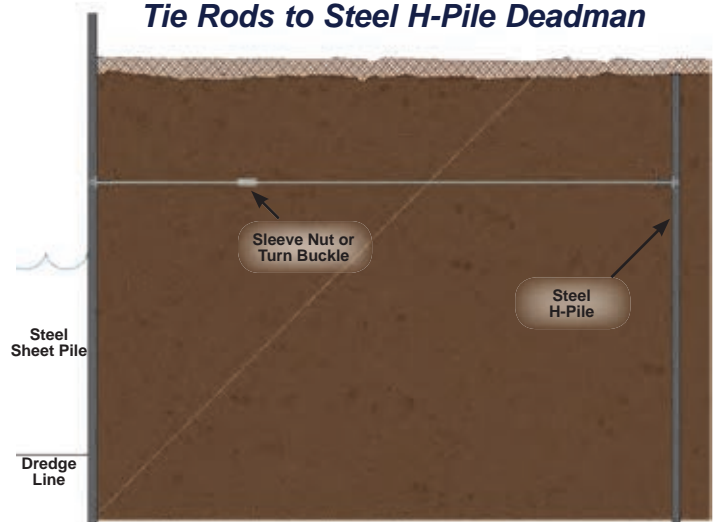 Tie Rods to Steel H-Pile Deadman
Sleeve Nut or
Turn Buckle
Steel
H-Pile
Steel
Sheet Pile
Dredge
Line